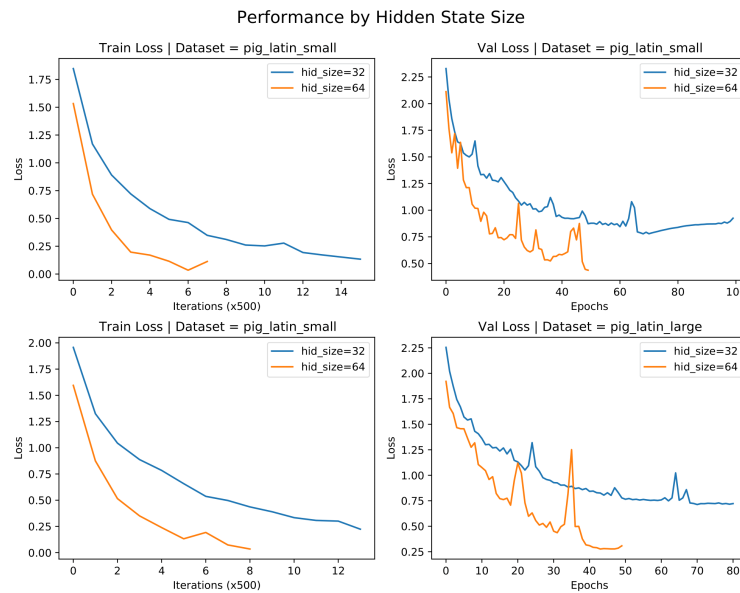 Performance by Hidden State Size
Train Loss | Dataset = pig_latin_small
Loss
1.75
1.50
1.25
1.00
0.75
0.50
0.25
0.00
hid_size=32
hid_size=64
0 2 4 6 8 10 12 14
Iterations (x500)
Val Loss | Dataset = pig_latin_small
Loss
2.25
2.00
1.75
1.50
1.25
1.00
0.75
0.50
hid_size=32
hid_size=64
0 20 40 60 80 10
Epochs
Train Loss | Dataset = pig_latin_small
Loss
2.00
1.75
1.50
1.25
1.00
0.75
0.50
0.25
0.00
hid_size=32
hid_size=64
0 2 4 6 8 10 12
Iterations (x500)
Val Loss | Dataset = pig_latin_large
Loss
2.25
2.00
1.75
1.50
1.25
1.00
0.75
0.50
0.25
hid_size=32
hid_size=64
0 10 20 30 40 50 60 70 80
Epochs